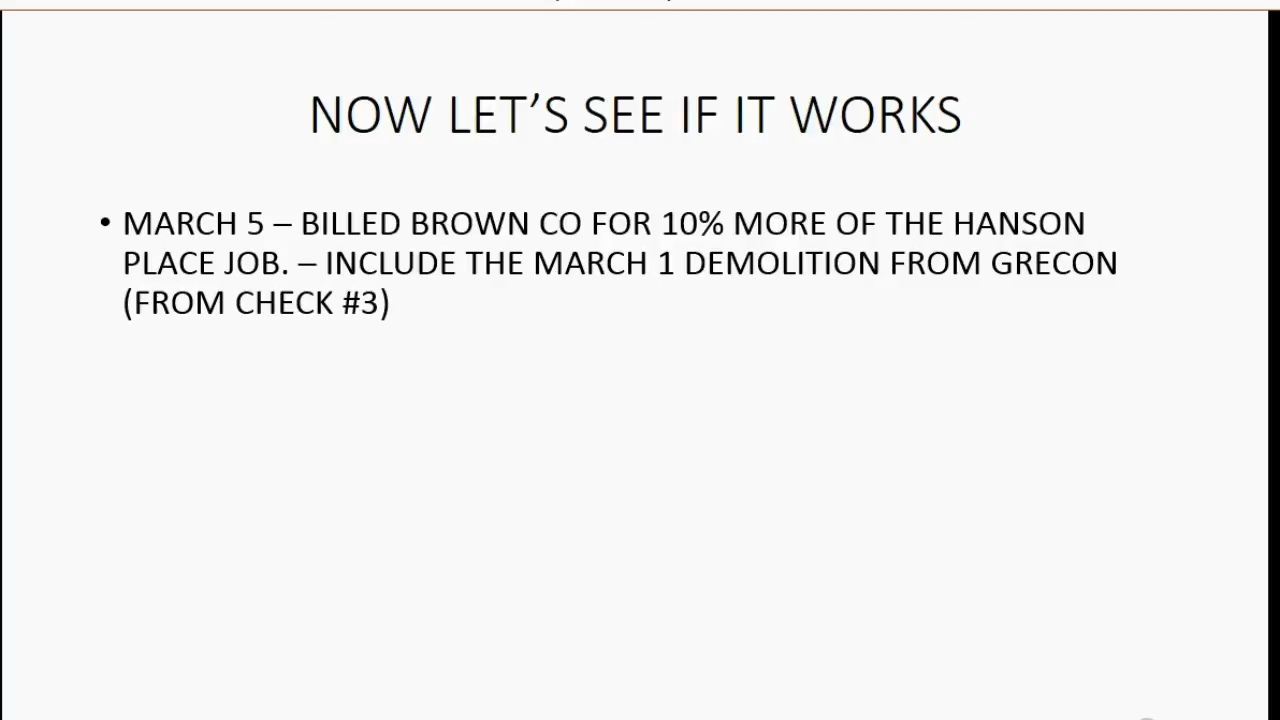 NOW LET’S SEE IF IT WORKS
• MARCH 5 – BILLED BROWN CO FOR 10% MORE OF THE HANSON
PLACE JOB. – INCLUDE THE MARCH 1 DEMOLITION FROM GRECON
(FROM CHECK #3)